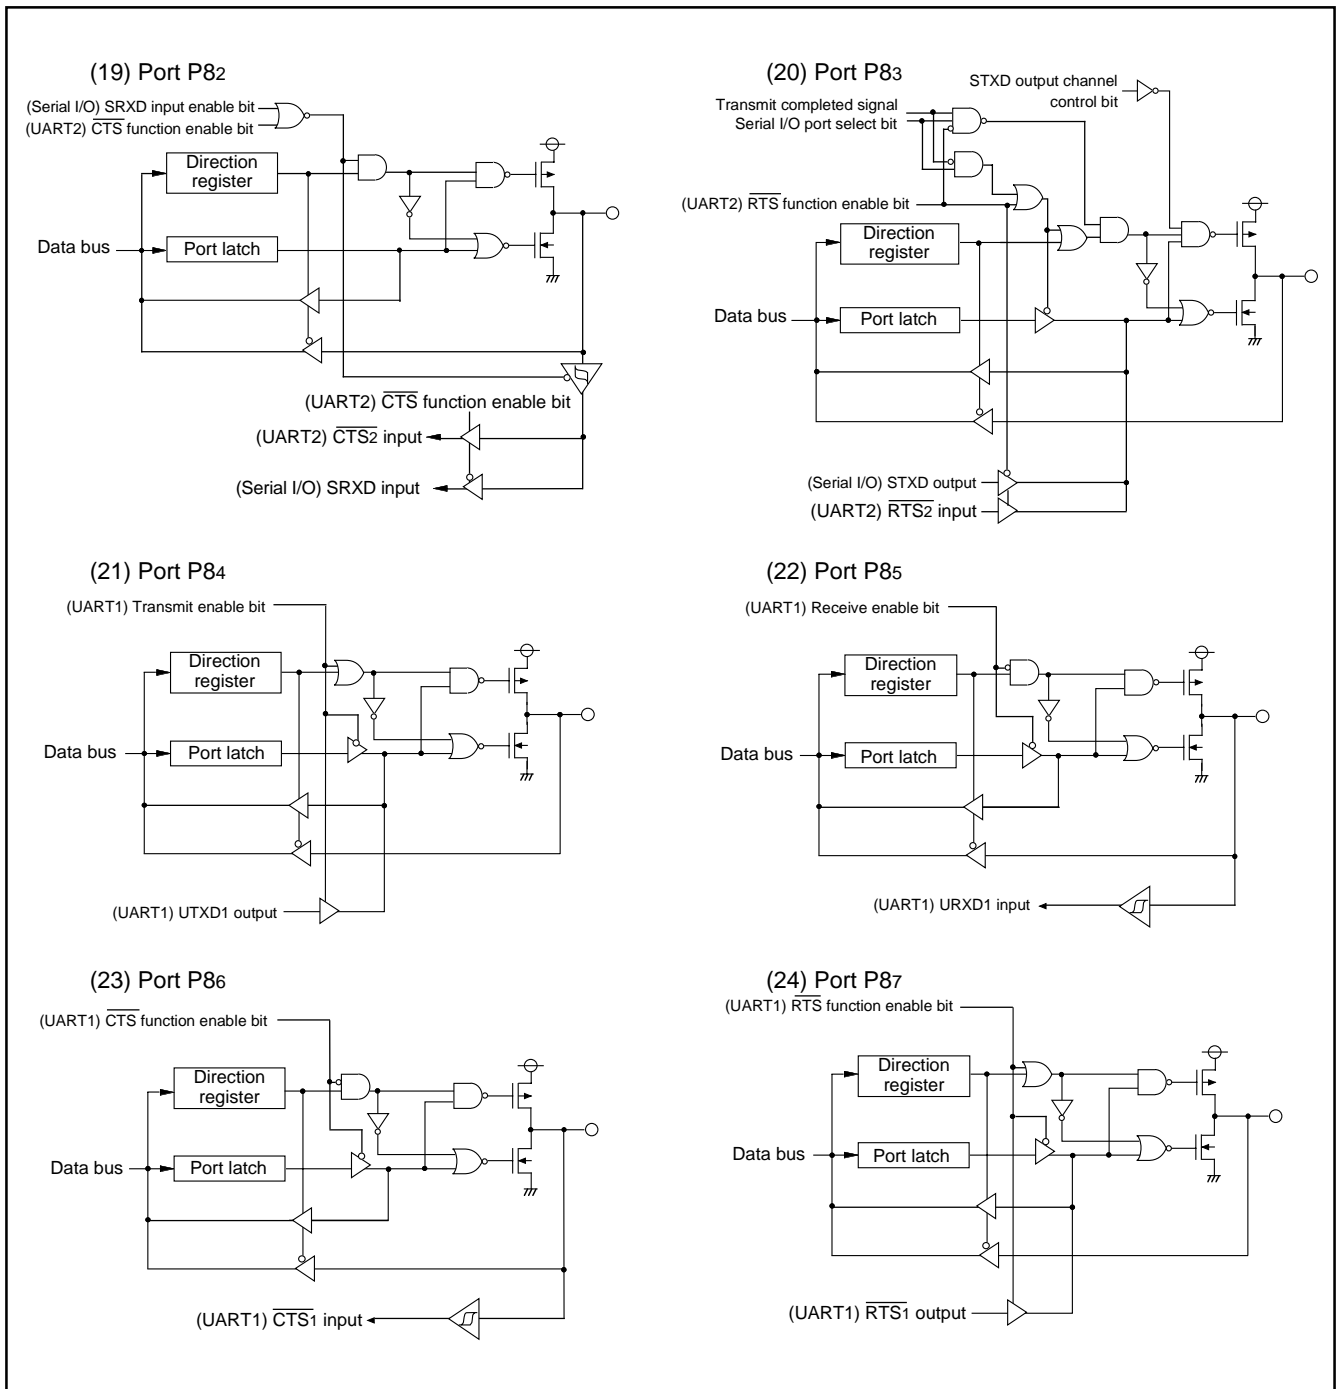 (19) Port P82
(Serial I/O) SRXD input enable bit
(UART2) CTS function enable bit
Direction
register
Data bus
Port latch
(UART2) CTS function enable bit
(UART2) CTS2 input
(Serial I/O) SRXD input
(20) Port P83
STXD output channel
control bit
Transmit completed signal
Serial I/O port select bit
(UART2) RTS function enable bit
Direction
register
Data bus
Port latch
(Serial I/O) STXD output
(UART2) RTS2 input
(21) Port P84
(UART1) Transmit enable bit
Direction
register
Data bus
Port latch
(UART1) UTXD1 output
(22) Port P85
(UART1) Receive enable bit
Direction
register
Data bus
Port latch
(UART1) URXD1 input
(23) Port P86
(UART1) CTS function enable bit
Direction
register
Data bus
Port latch
(UART1) CTS1 input
(24) Port P87
(UART1) RTS function enable bit
Direction
register
Data bus
Port latch
(UART1) RTS1 output